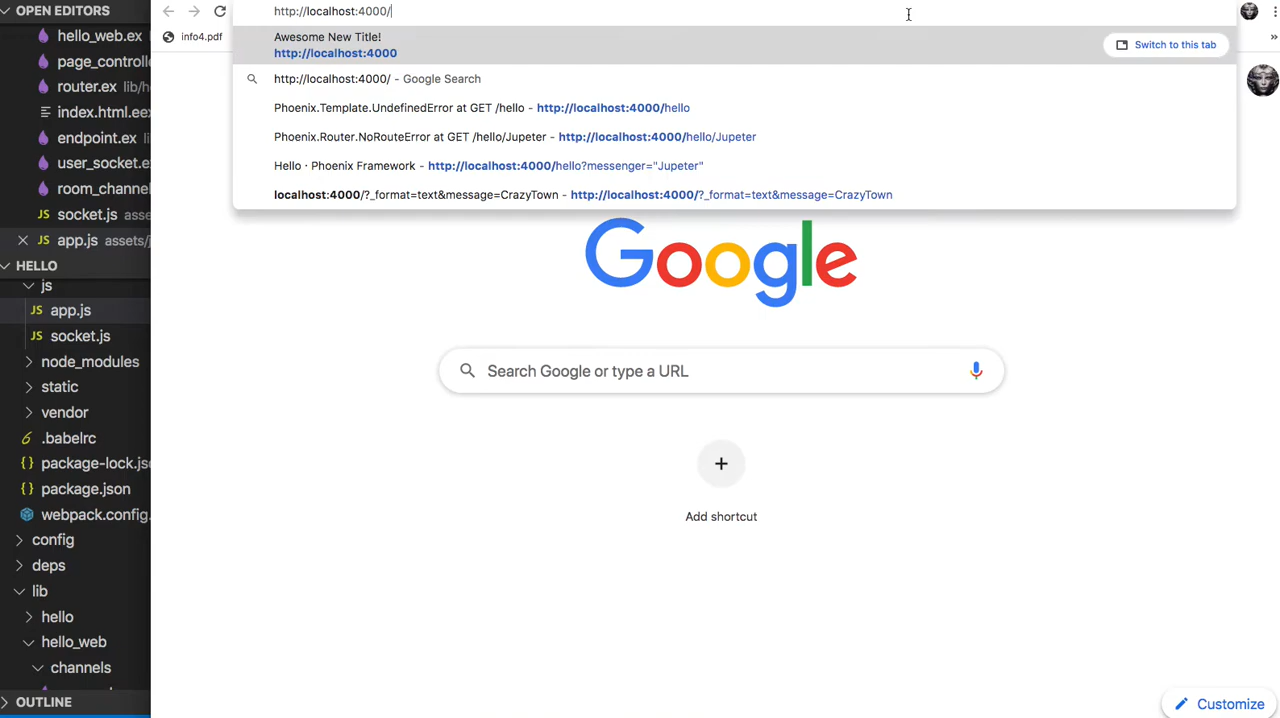 http://localhost:4000/
info4.pdf
»
Awesome New Title!
http://localhost:4000
Switch to this tab
http://localhost:4000/ - Google Search
Phoenix.Template.UndefinedError at GET /hello - http://localhost:4000/hello
Phoenix.Router.NoRouteError at GET /hello/Jupeter - http://localhost:4000/hello/Jupeter
Hello · Phoenix Framework - http://localhost:4000/hello?messenger="Jupeter"
localhost:4000/?_format=text&message=CrazyTown - http://localhost:4000/?_format=text&message=CrazyTown
Google
Search Google or type a URL
Add shortcut
Customize
OPEN EDITORS
hello_web.ex
page_controlle
router.ex lib/h
index.html.eex
endpoint.ex
user_socket.ex
room_channel
socket.js
app.js assets/j
HELLO
js
JS app.js
JS socket.js
node_modules
static
vendor
.babelrc
{} package-lock.jso
{} package.json
webpack.config.
config
deps
lib
hello
hello_web
channels
OUTLINE